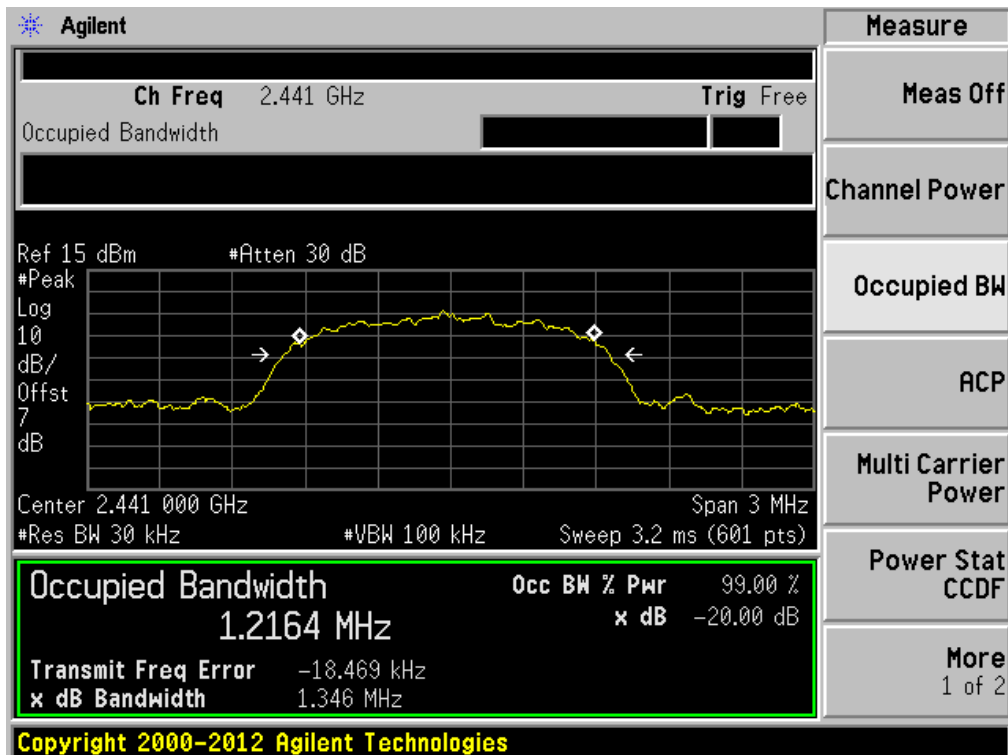 Agilent
Measure
Ch Freq 2.441 GHz Trig Free
Occupied Bandwidth
Meas Off
Channel Power
Occupied BW
ACP
Multi Carrier
Power
Power Stat
CCDF
More
1 of 2
Ref 15 dBm #Atten 30 dB
#Peak
Log
10
dB/
Offst
7
dB
Center 2.441 000 GHz Span 3 MHz
#Res BW 30 kHz #VBW 100 kHz Sweep 3.2 ms (601 pts)
Occupied Bandwidth Occ BW % Pwr 99.00 %
1.2164 MHz x dB -20.00 dB
Transmit Freq Error -18.469 kHz
x dB Bandwidth 1.346 MHz
Copyright 2000-2012 Agilent Technologies